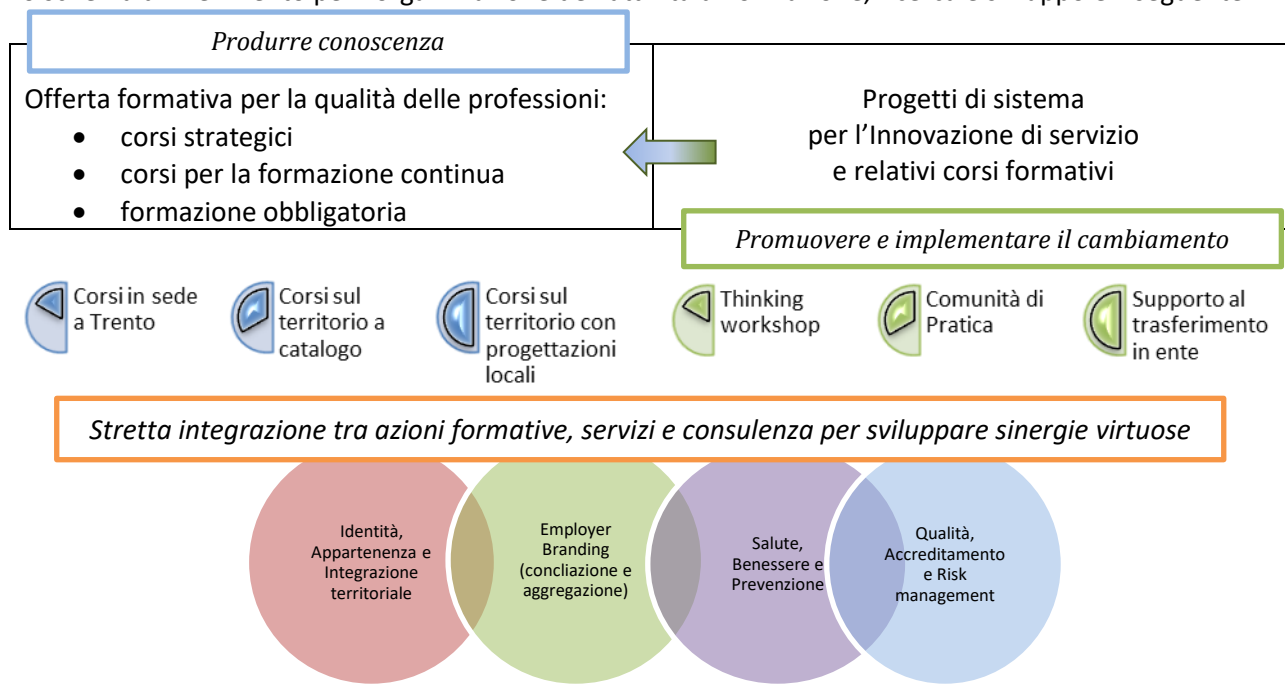 Produrre conoscenza
Offerta formativa per la qualità delle professioni:
• corsi strategici
• corsi per la formazione continua
• formazione obbligatoria
Progetti di sistema
per l'Innovazione di servizio
e relativi corsi formativi
Promuovere e implementare il cambiamento
Corsi in sede
a Trento
Corsi sul
territorio a
catalogo
Corsi sul
territorio con
progettazioni
locali
Thinking
workshop
Comunità di
Pratica
Supporto al
trasferimento
in ente
Stretta integrazione tra azioni formative, servizi e consulenza per sviluppare sinergie virtuose
Identità,
Appartenenza e
Integrazione
territoriale
Employer
Branding
(concliazione e
aggregazione)
Salute,
Benessere e
Prevenzione
Qualità,
Accreditamento
e Risk
management